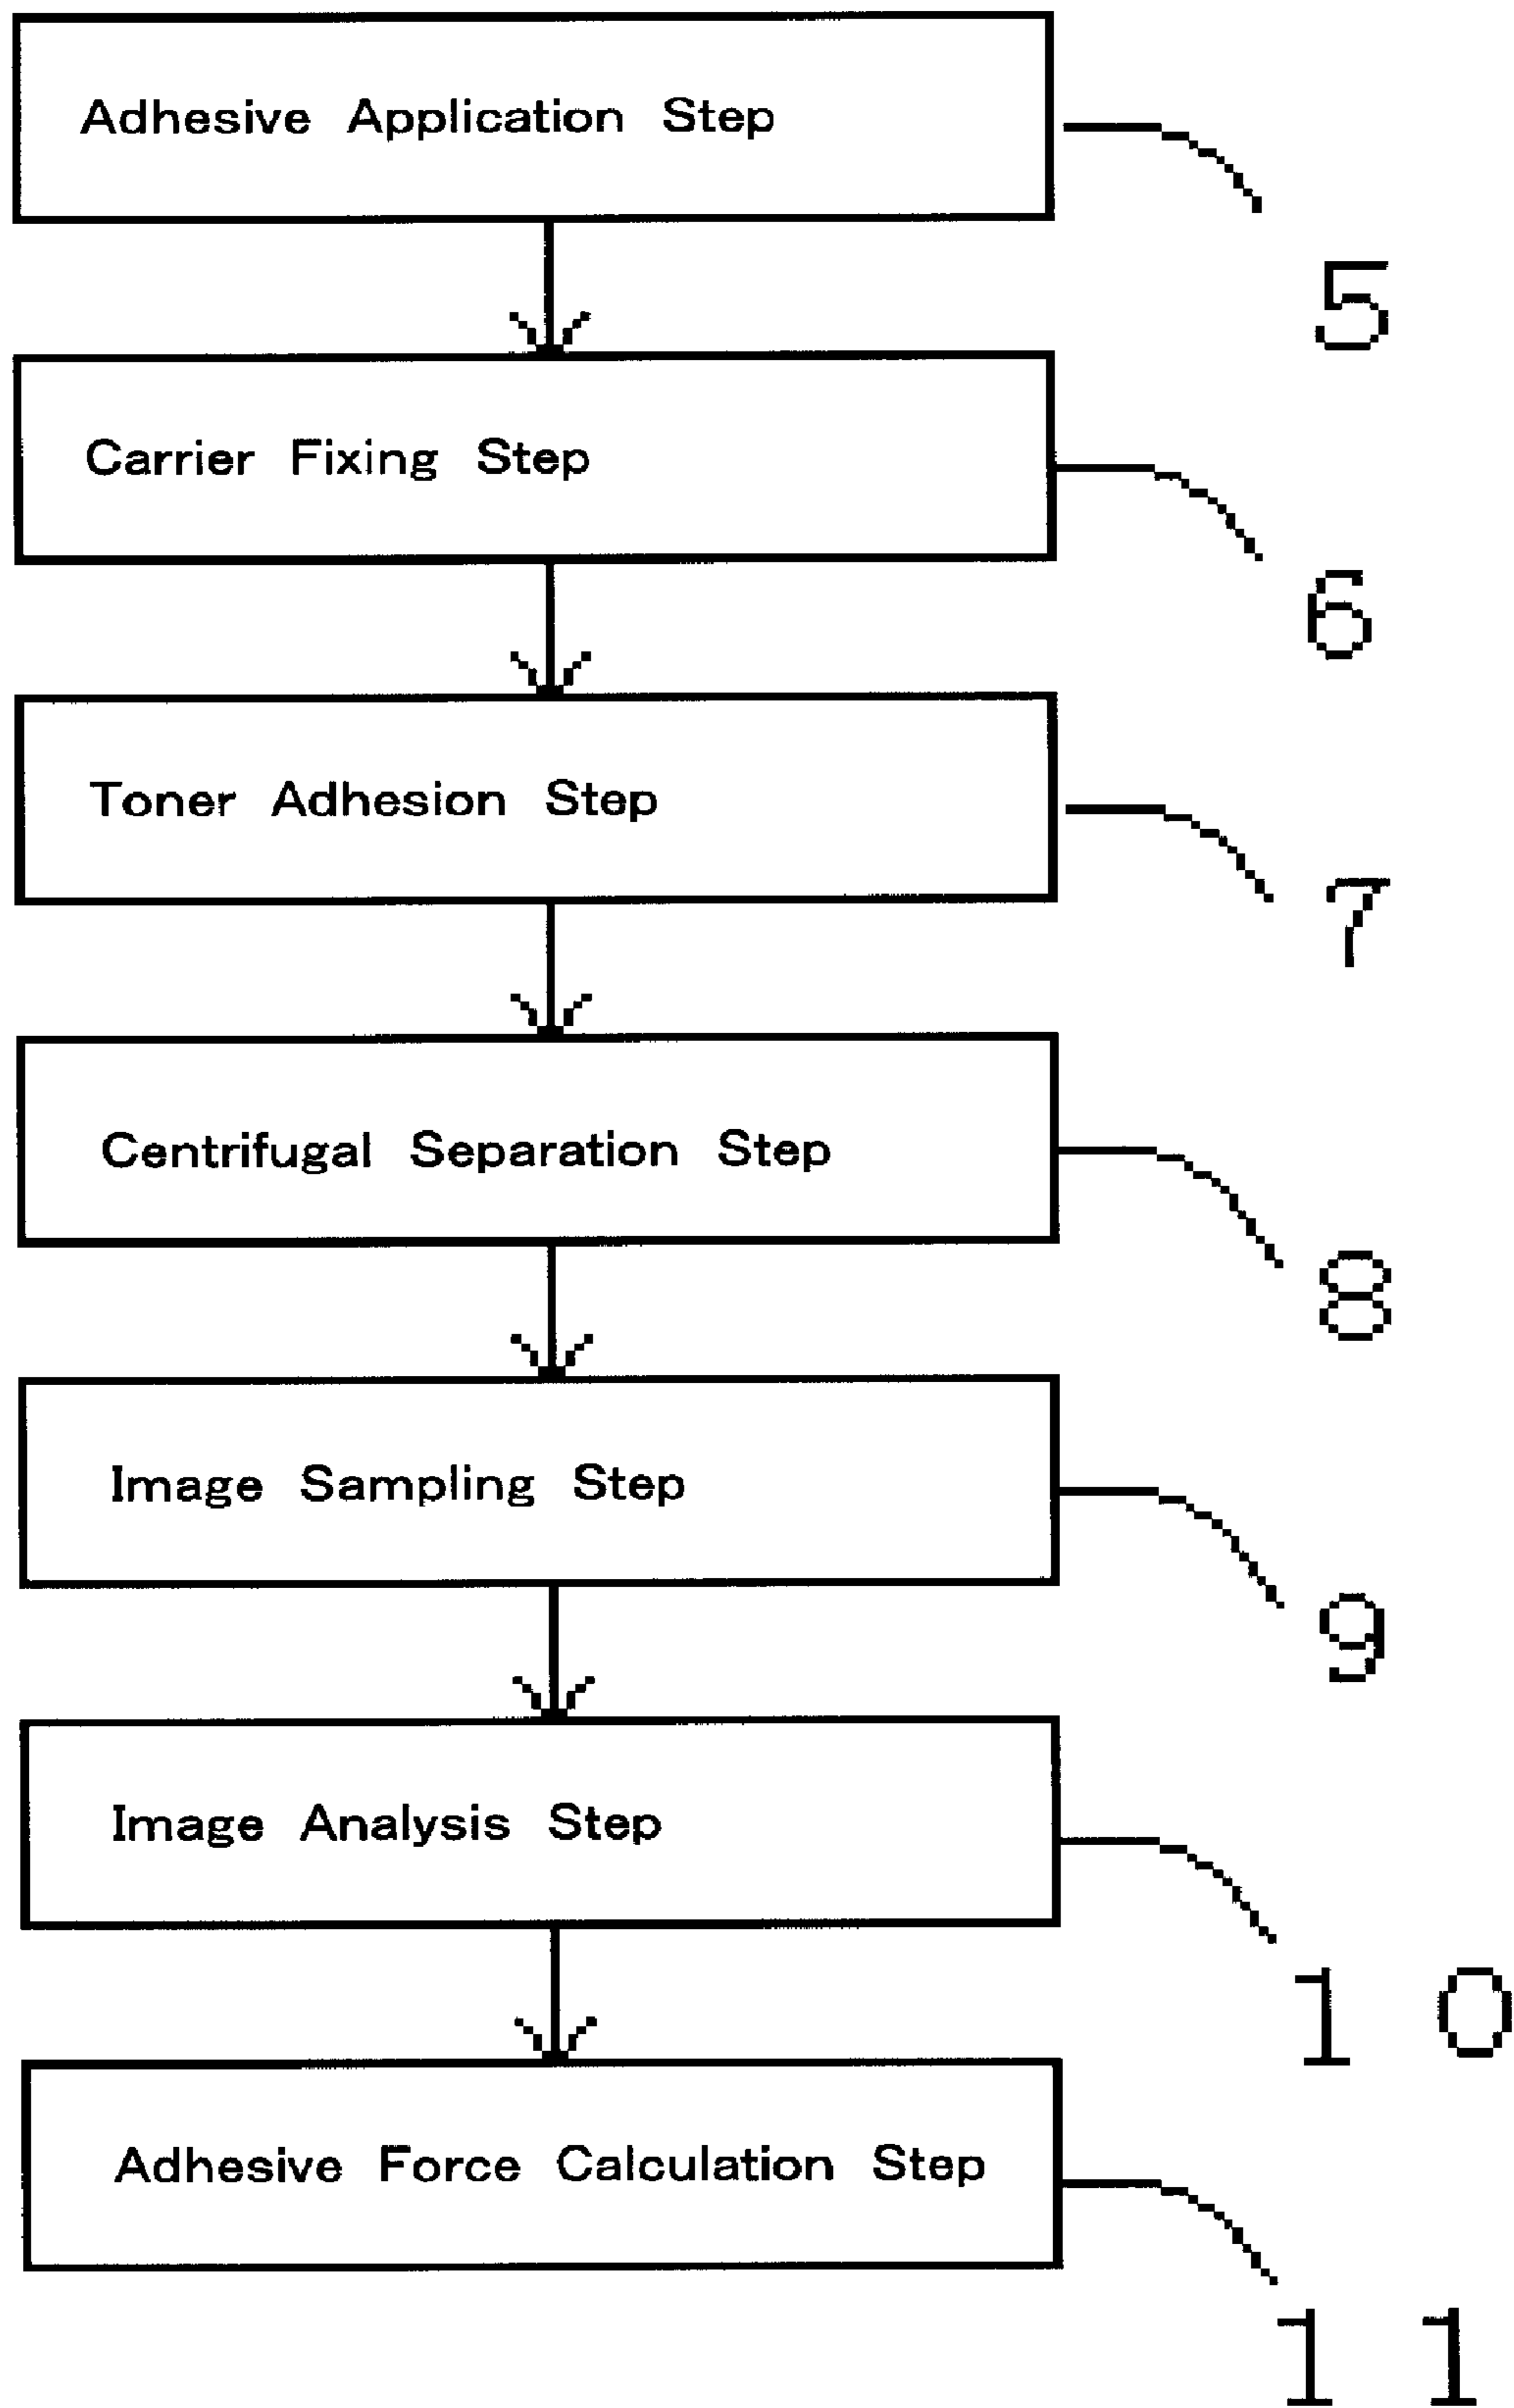 Adhesive Application Step
5
Carrier Fixing Step
6
Toner Adhesion Step
7
Centrifugal Separation Step
8
Image Sampling Step
9
Image Analysis Step
10
Adhesive Force Calculation Step
11